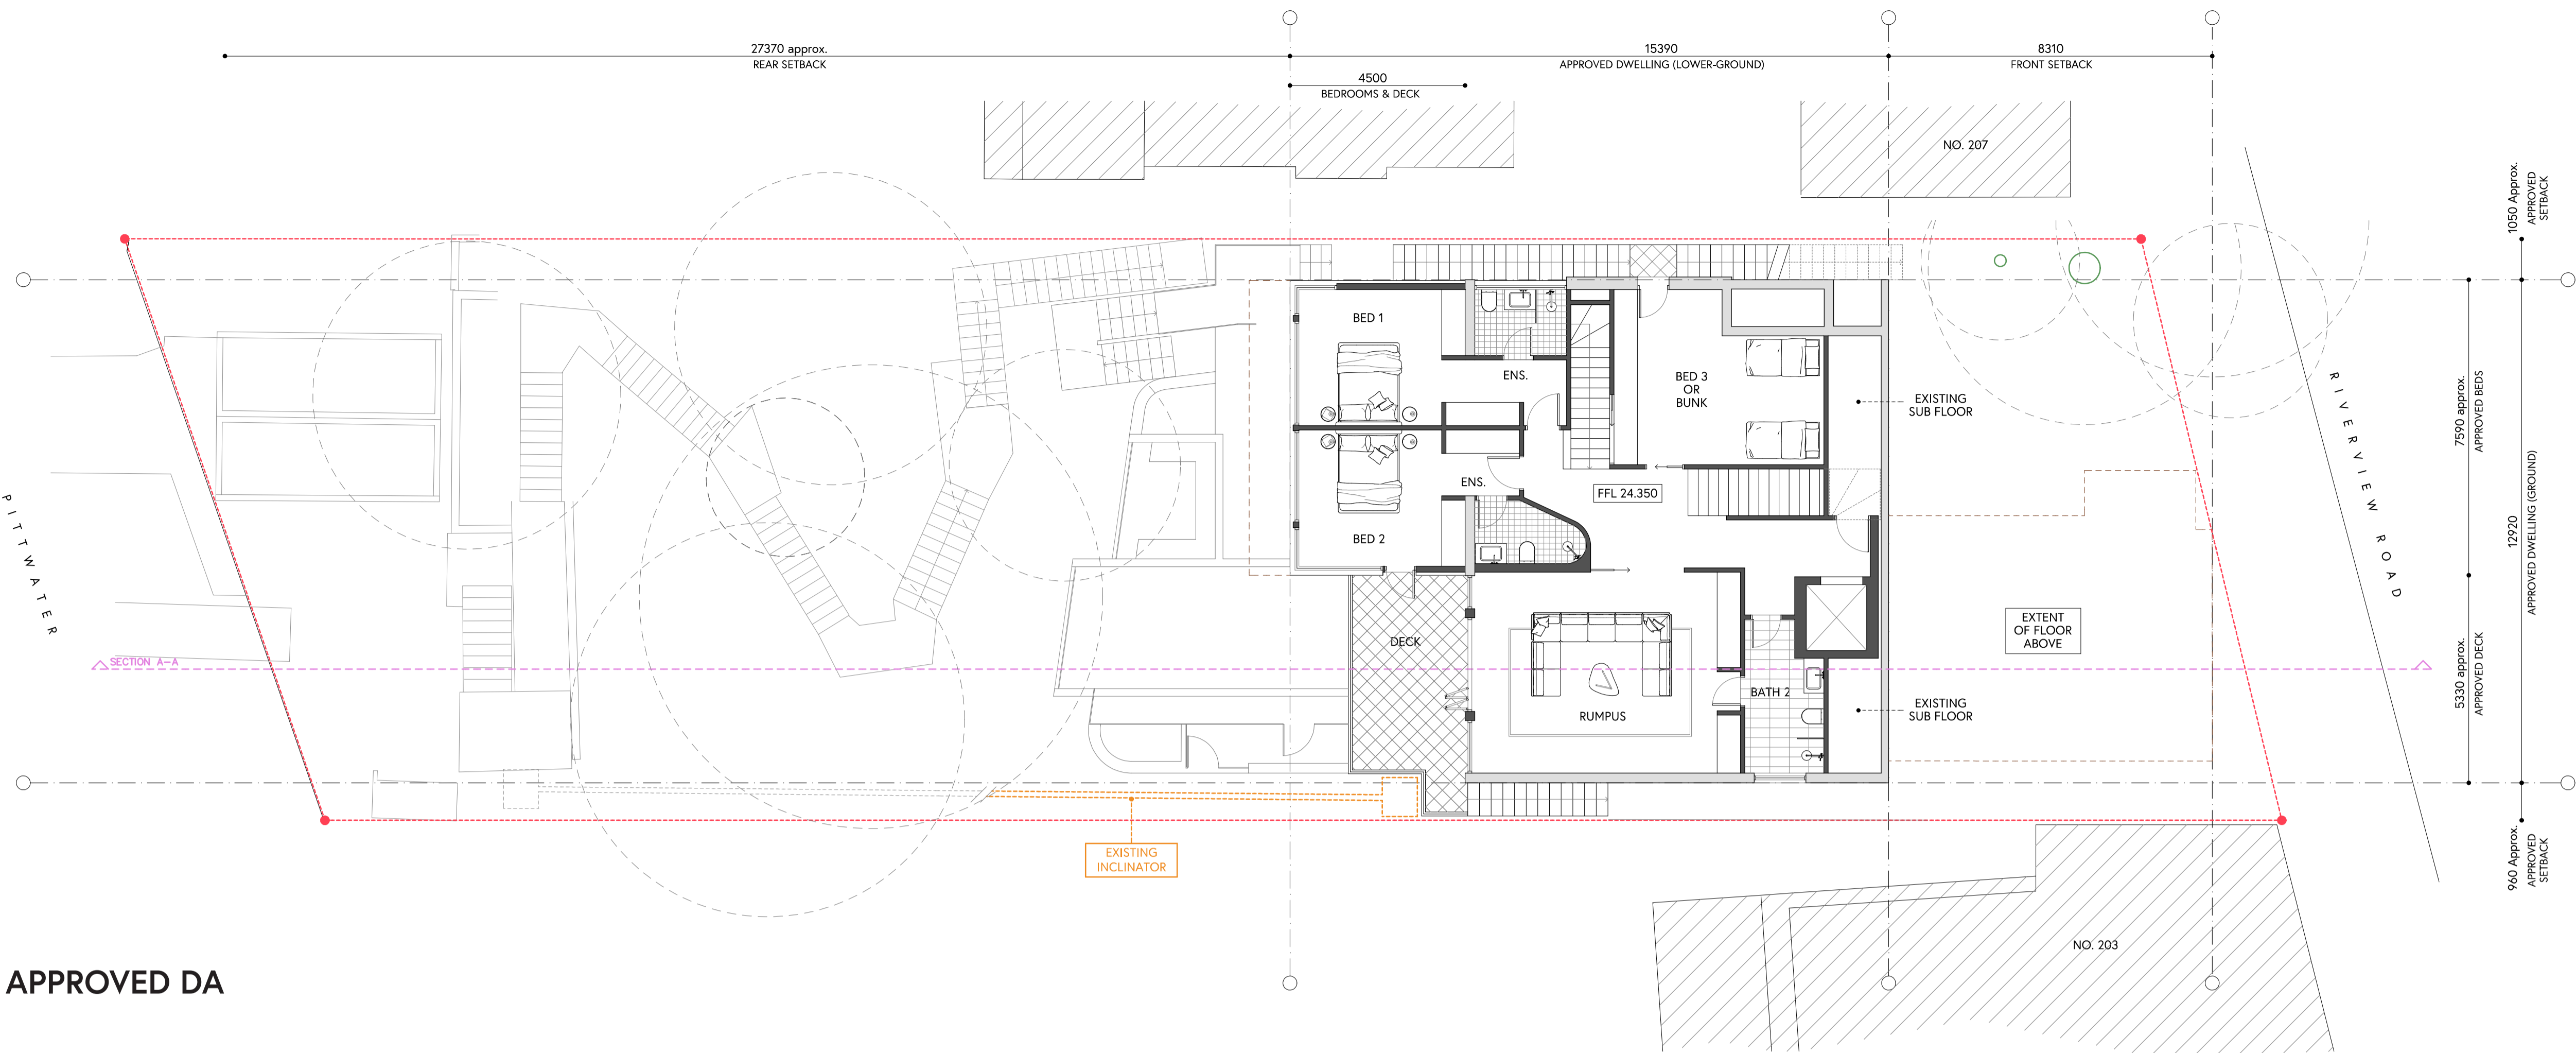 27370 approx.
REAR SETBACK
15390
APPROVED DWELLING (LOWER-GROUND)
8310
FRONT SETBACK
4500
BEDROOMS & DECK
NO. 207
1050 Approx.
APPROVED
SETBACK
BED 1
ENS.
BED 3
OR
BUNK
EXISTING
SUB FLOOR
RIVERVIEW ROAD
7590 approx.
APPROVED BEDS
12920
APPROVED DWELLING (GROUND)
ENS.
FFL 24.350
BED 2
PITTWATER
DECK
EXTENT
OF FLOOR
ABOVE
5330 approx.
APPROVED DECK
SECTION A-A
BATH 2
RUMPUS
EXISTING
SUB FLOOR
EXISTING
INCLINATOR
960 Approx.
APPROVED
SETBACK
NO. 203
APPROVED DA